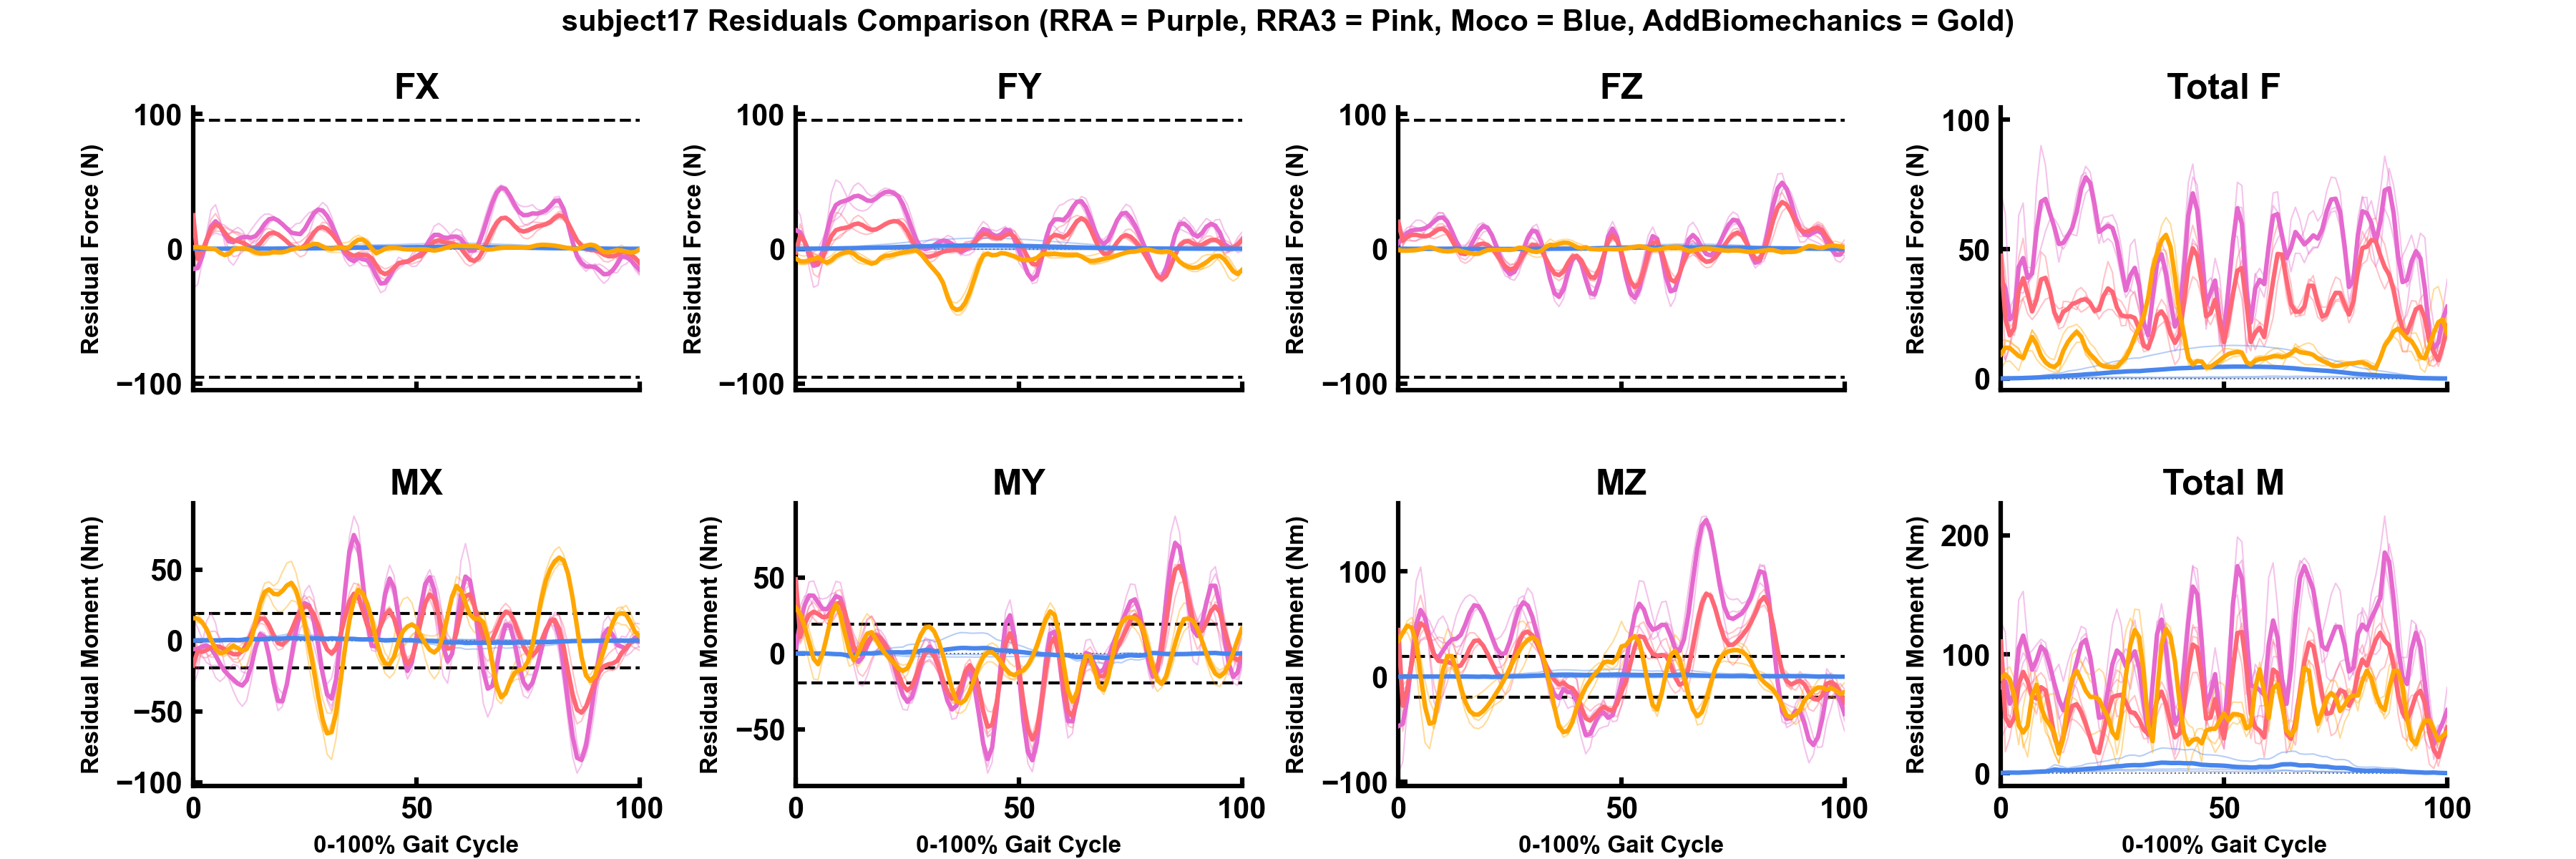 subject17 Residuals Comparison (RRA = Purple, RRA3 = Pink, Moco = Blue, AddBiomechanics = Gold)
FX
Residual Force (N)
100
0
−100
FY
Residual Force (N)
100
0
−100
FZ
Residual Force (N)
100
0
−100
Total F
Residual Force (N)
100
50
0
MX
Residual Moment (Nm)
50
0
−50
−100
0 50 100
0-100% Gait Cycle
MY
Residual Moment (Nm)
50
0
−50
0 50 100
0-100% Gait Cycle
MZ
Residual Moment (Nm)
100
0
−100
0 50 100
0-100% Gait Cycle
Total M
Residual Moment (Nm)
200
100
0
0 50 100
0-100% Gait Cycle